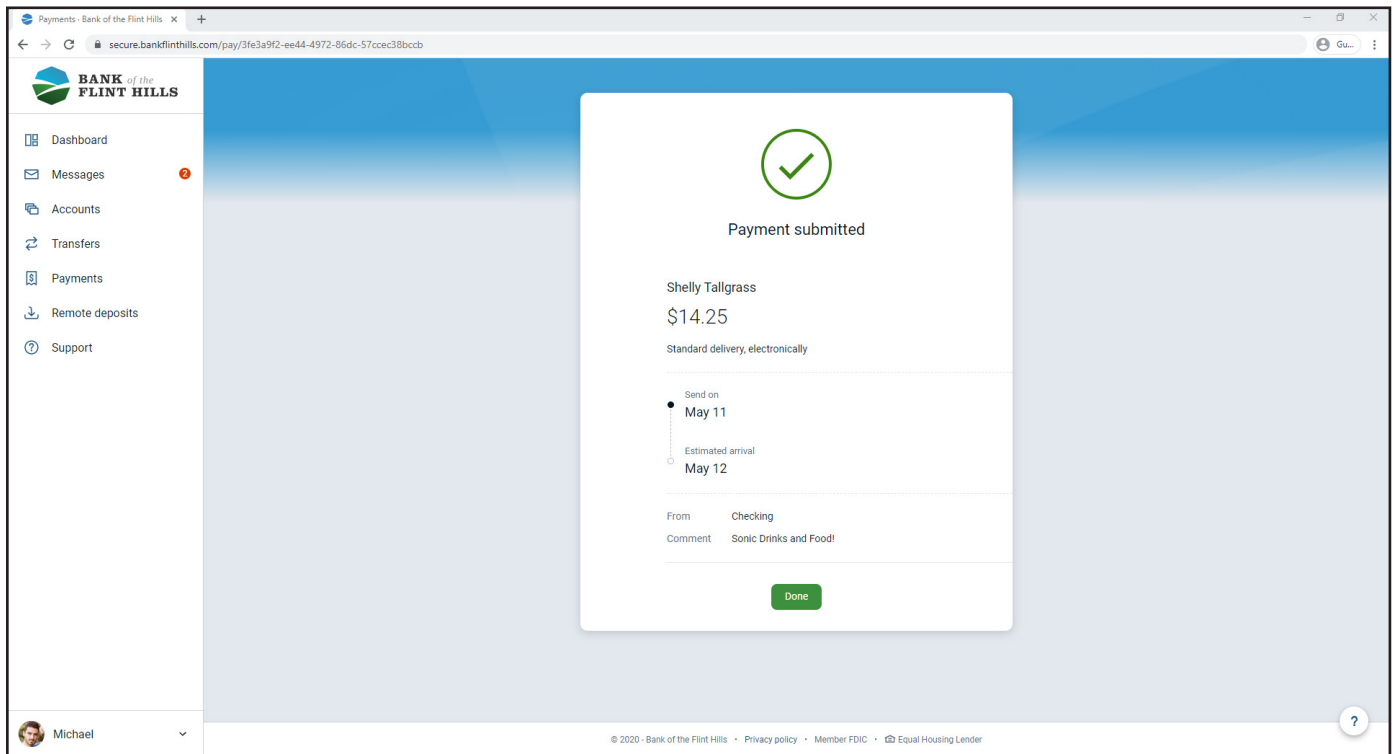 Payments · Bank of the Flint Hills
secure.bankflinthills.com/pay/3fe3a9f2-ee44-4972-86dc-57ccec38bccb
Gu...
BANK of the
FLINT HILLS
Dashboard
Messages 2
Accounts
Transfers
Payments
Remote deposits
Support
Michael
Payment submitted
Shelly Tallgrass
$14.25
Standard delivery, electronically
Send on
May 11
Estimated arrival
May 12
From Checking
Comment Sonic Drinks and Food!
Done
?
© 2020 - Bank of the Flint Hills • Privacy policy • Member FDIC • Equal Housing Lender